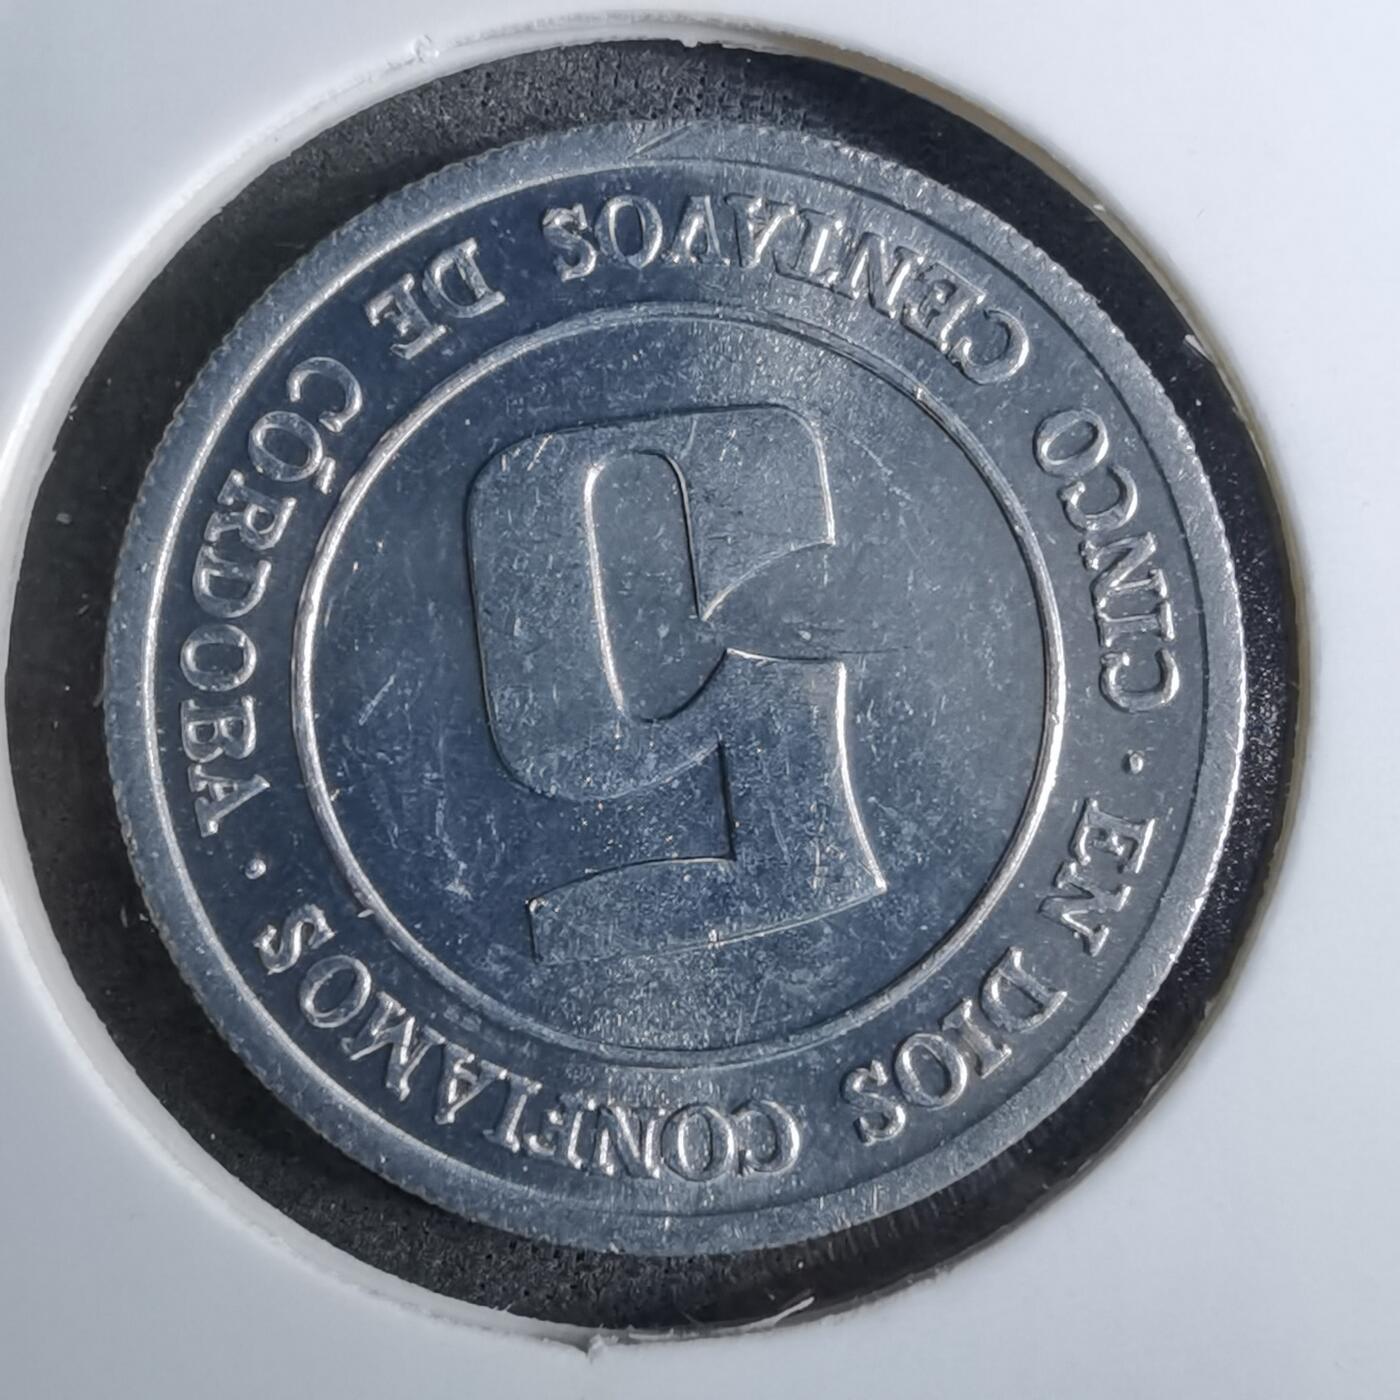 EN DIOS CONFIAMOS ·
CINCO CENTAVOS DE CÓRDOBA ·
5